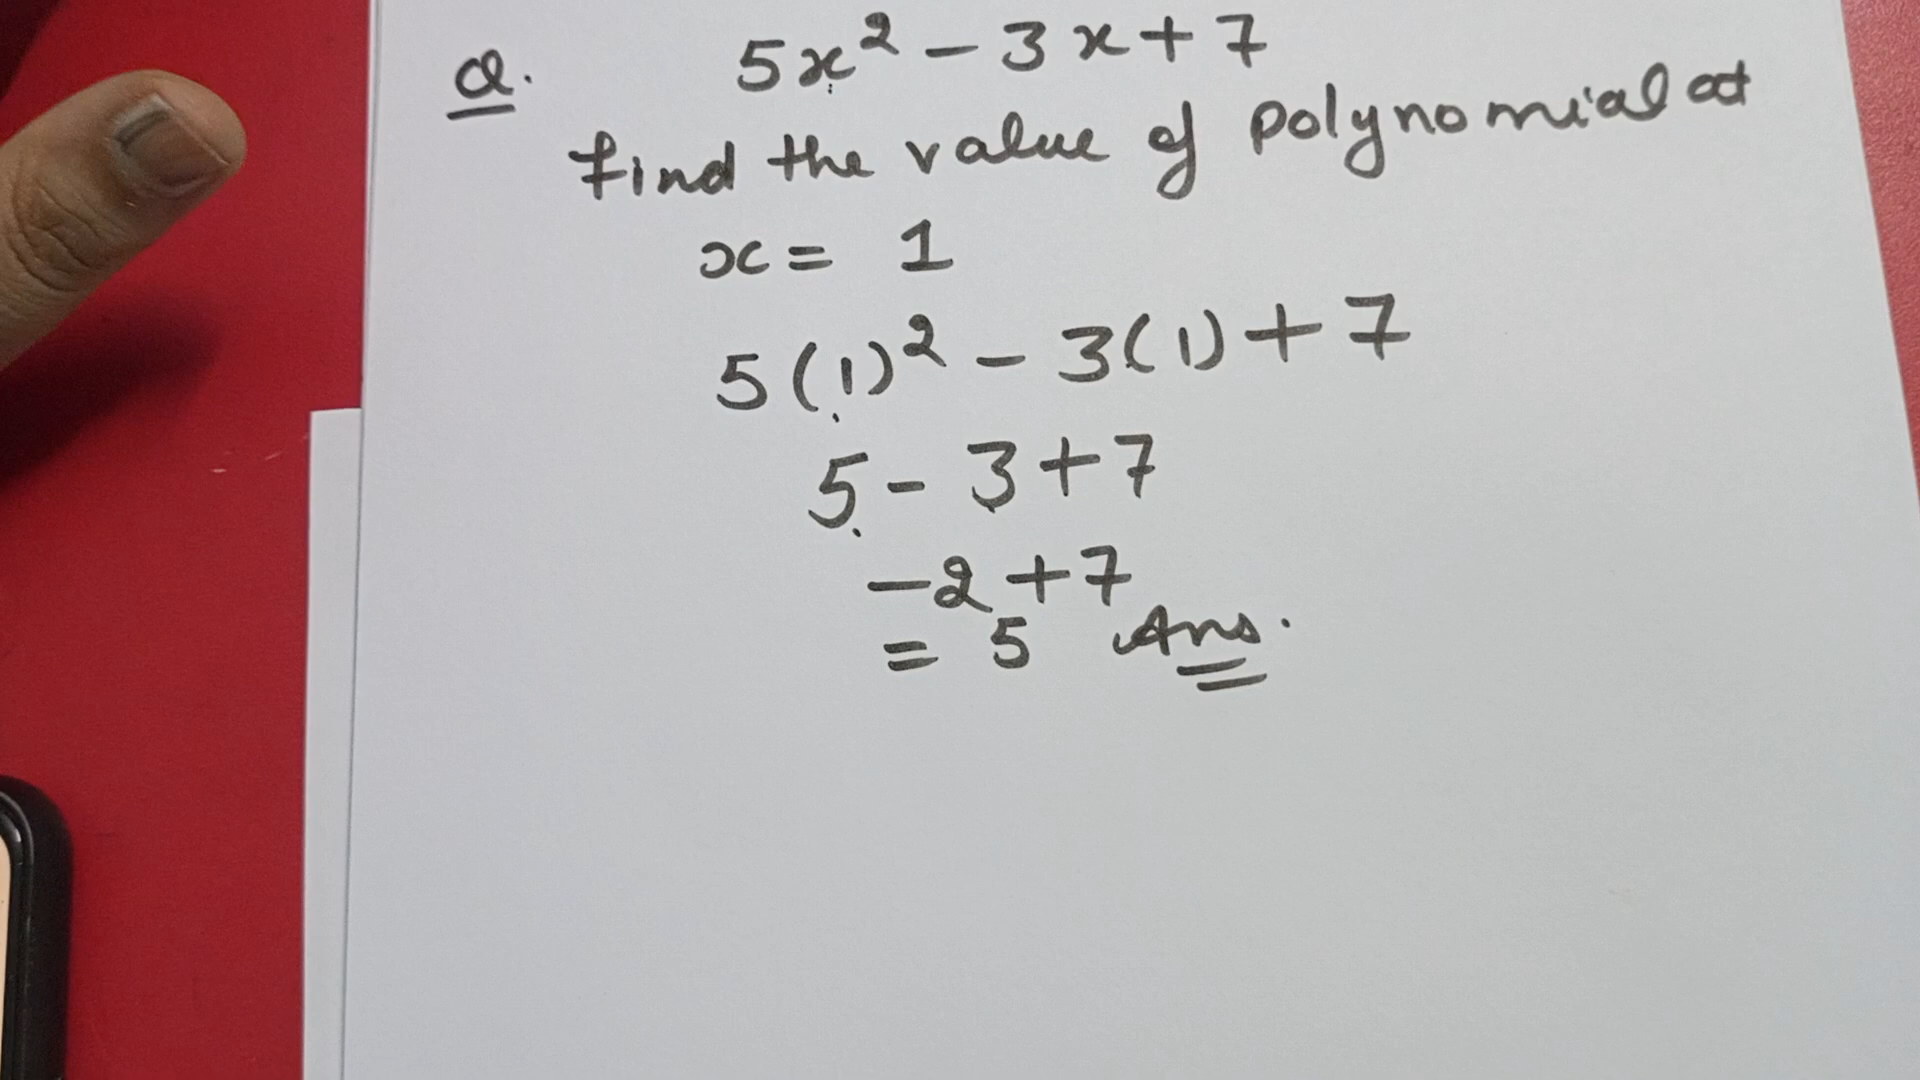 Q. 5x² - 3x + 7
find the value of polynomial at
x = 1
5(1)² - 3(1) + 7
5 - 3 + 7
-2 + 7
= 5 Ans.